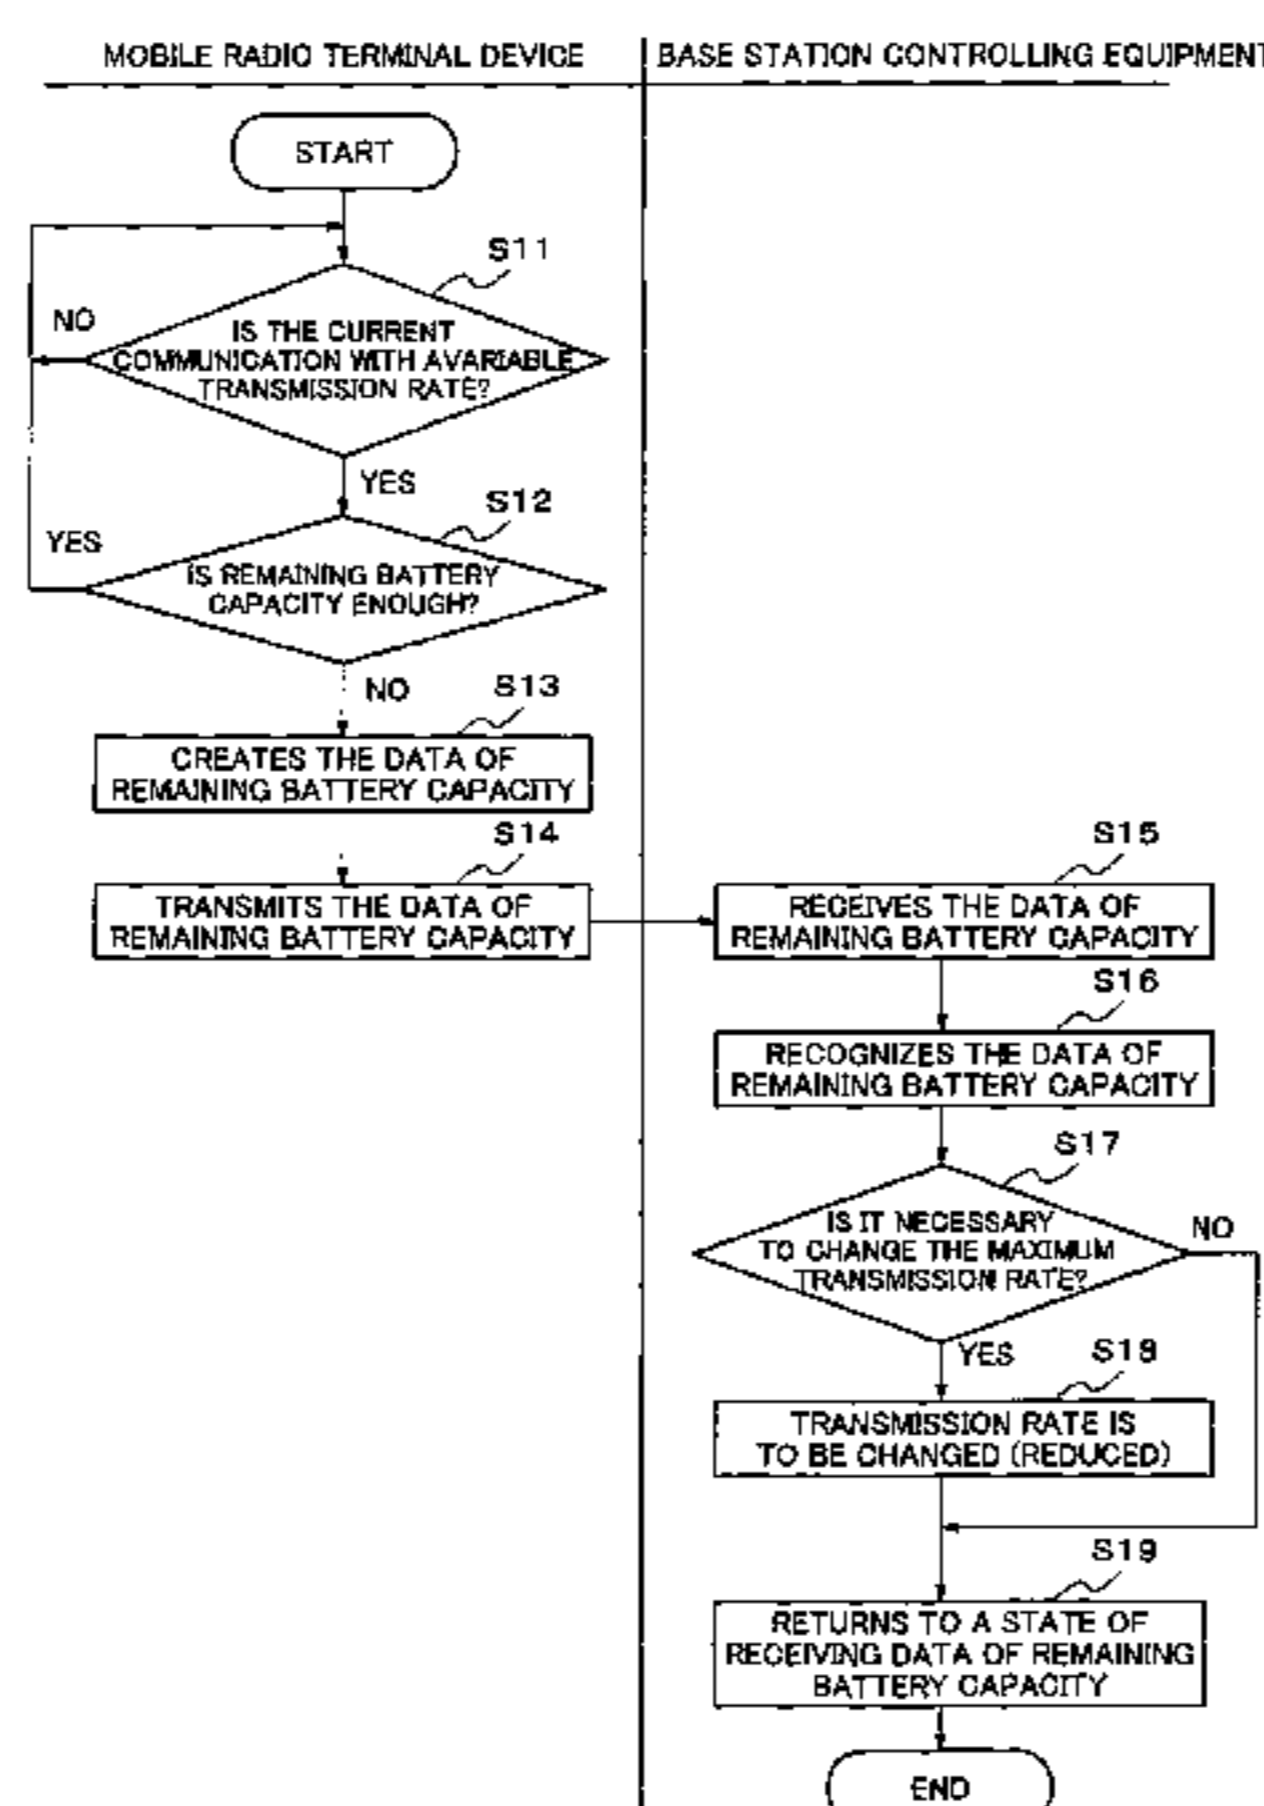 MOBILE RADIO TERMINAL DEVICE
BASE STATION CONTROLLING EQUIPMENT
START
S11
NO
IS THE CURRENT
COMMUNICATION WITH AVARIABLE
TRANSMISSION RATE?
YES
S12
YES
IS REMAINING BATTERY
CAPACITY ENOUGH?
NO
S13
CREATES THE DATA OF
REMAINING BATTERY CAPACITY
S14
TRANSMITS THE DATA OF
REMAINING BATTERY CAPACITY
S15
RECEIVES THE DATA OF
REMAINING BATTERY CAPACITY
S16
RECOGNIZES THE DATA OF
REMAINING BATTERY CAPACITY
S17
IS IT NECESSARY
TO CHANGE THE MAXIMUM
TRANSMISSION RATE?
NO
YES
S18
TRANSMISSION RATE IS
TO BE CHANGED (REDUCED)
S19
RETURNS TO A STATE OF
RECEIVING DATA OF REMAINING
BATTERY CAPACITY
END